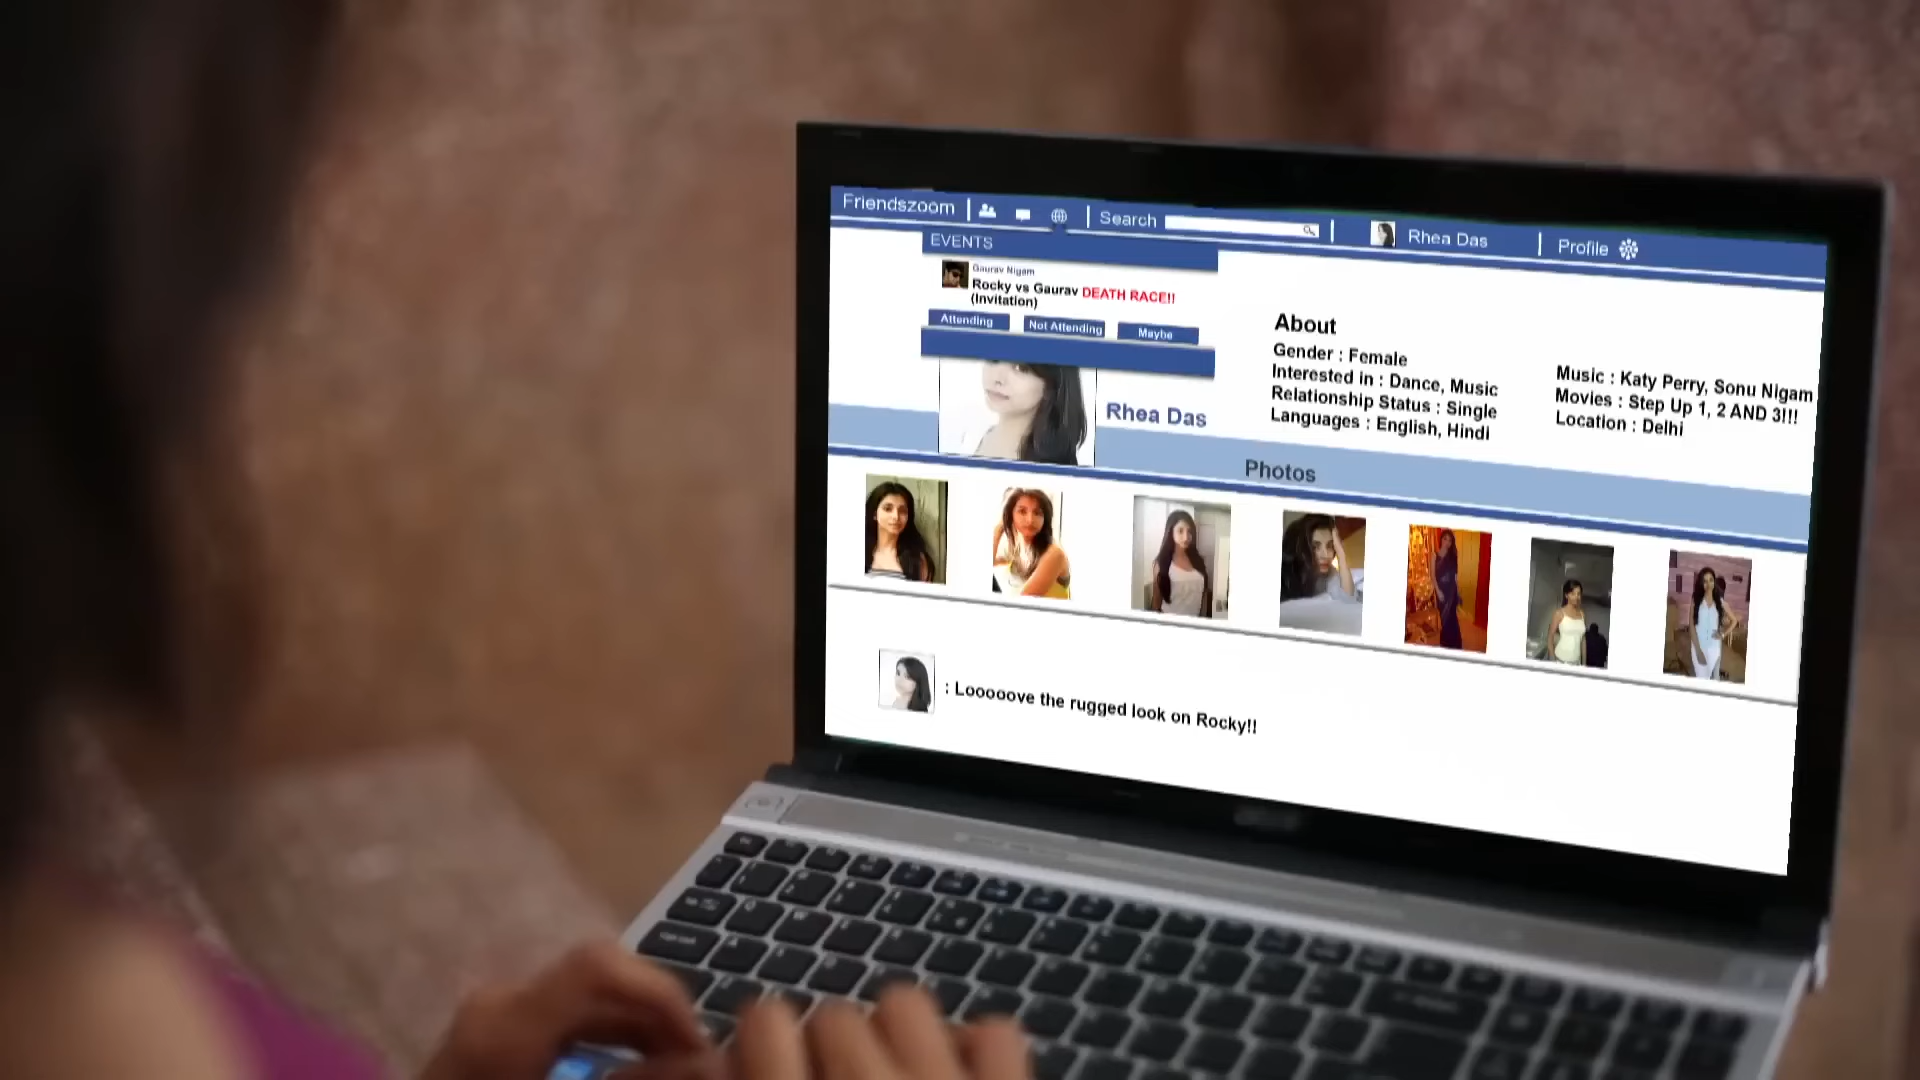 Friendszoom
Search
Rhea Das
Profile
EVENTS
Gaurav Nigam
Rocky vs Gaurav DEATH RACE!!
(Invitation)
Attending
Not Attending
Maybe
Rhea Das
About
Gender : Female
Interested in : Dance, Music
Relationship Status : Single
Languages : English, Hindi
Music : Katy Perry, Sonu Nigam
Movies : Step Up 1, 2 AND 3!!!
Location : Delhi
Photos
: Looooove the rugged look on Rocky!!